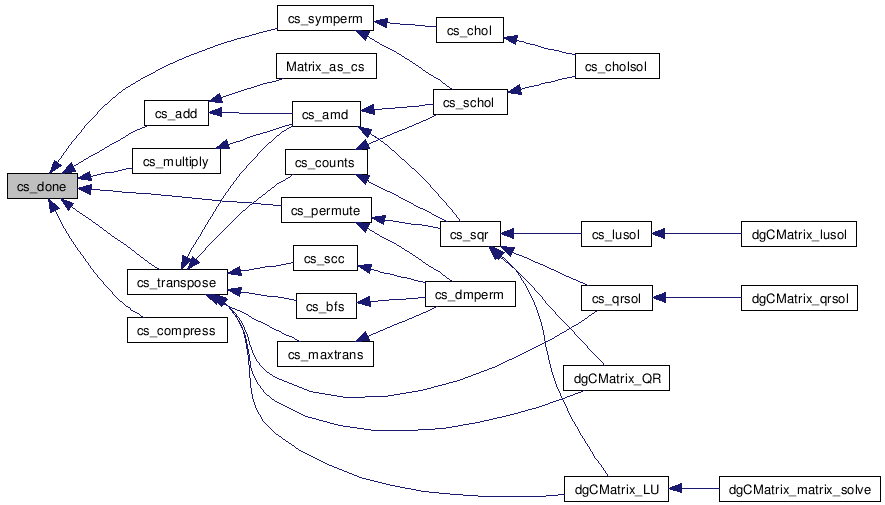 cs_symperm
cs_chol
Matrix_as_cs
cs_cholsol
cs_schol
cs_add
cs_amd
cs_multiply
cs_counts
cs_done
cs_permute
cs_sqr
cs_lusol
dgCMatrix_lusol
cs_scc
cs_transpose
cs_dmperm
cs_bfs
cs_qrsol
dgCMatrix_qrsol
cs_compress
cs_maxtrans
dgCMatrix_QR
dgCMatrix_LU
dgCMatrix_matrix_solve